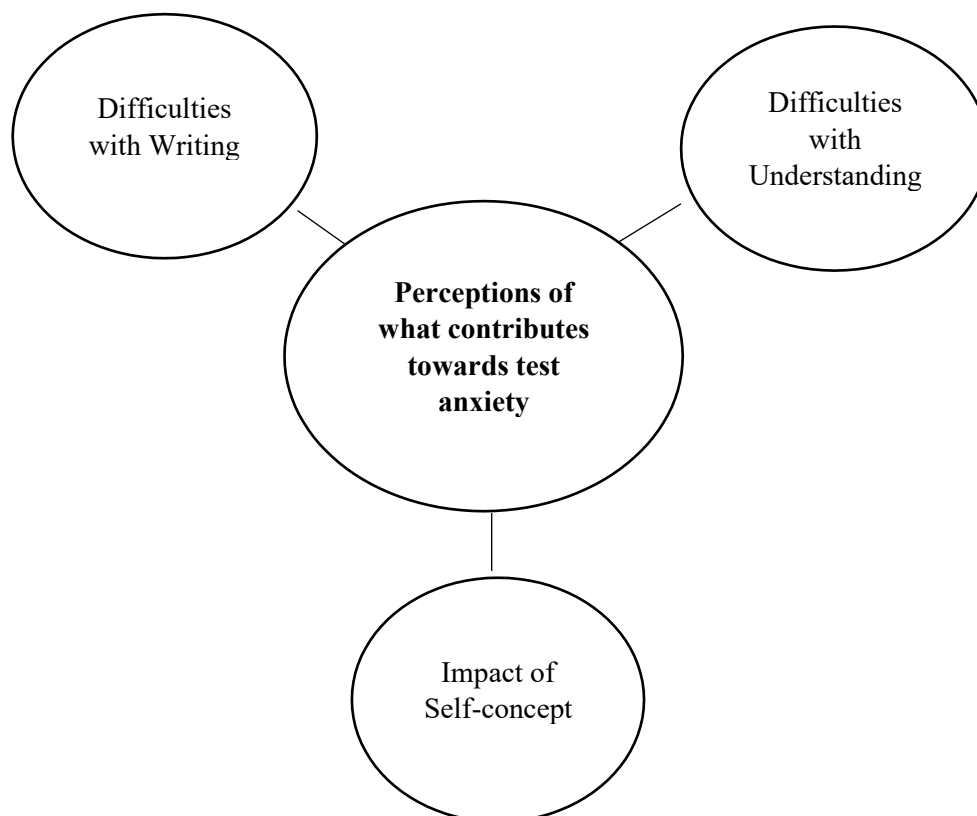 Difficulties
with Writing
Difficulties
with
Understanding
Perceptions of
what contributes
towards test
anxiety
Impact of
Self-concept